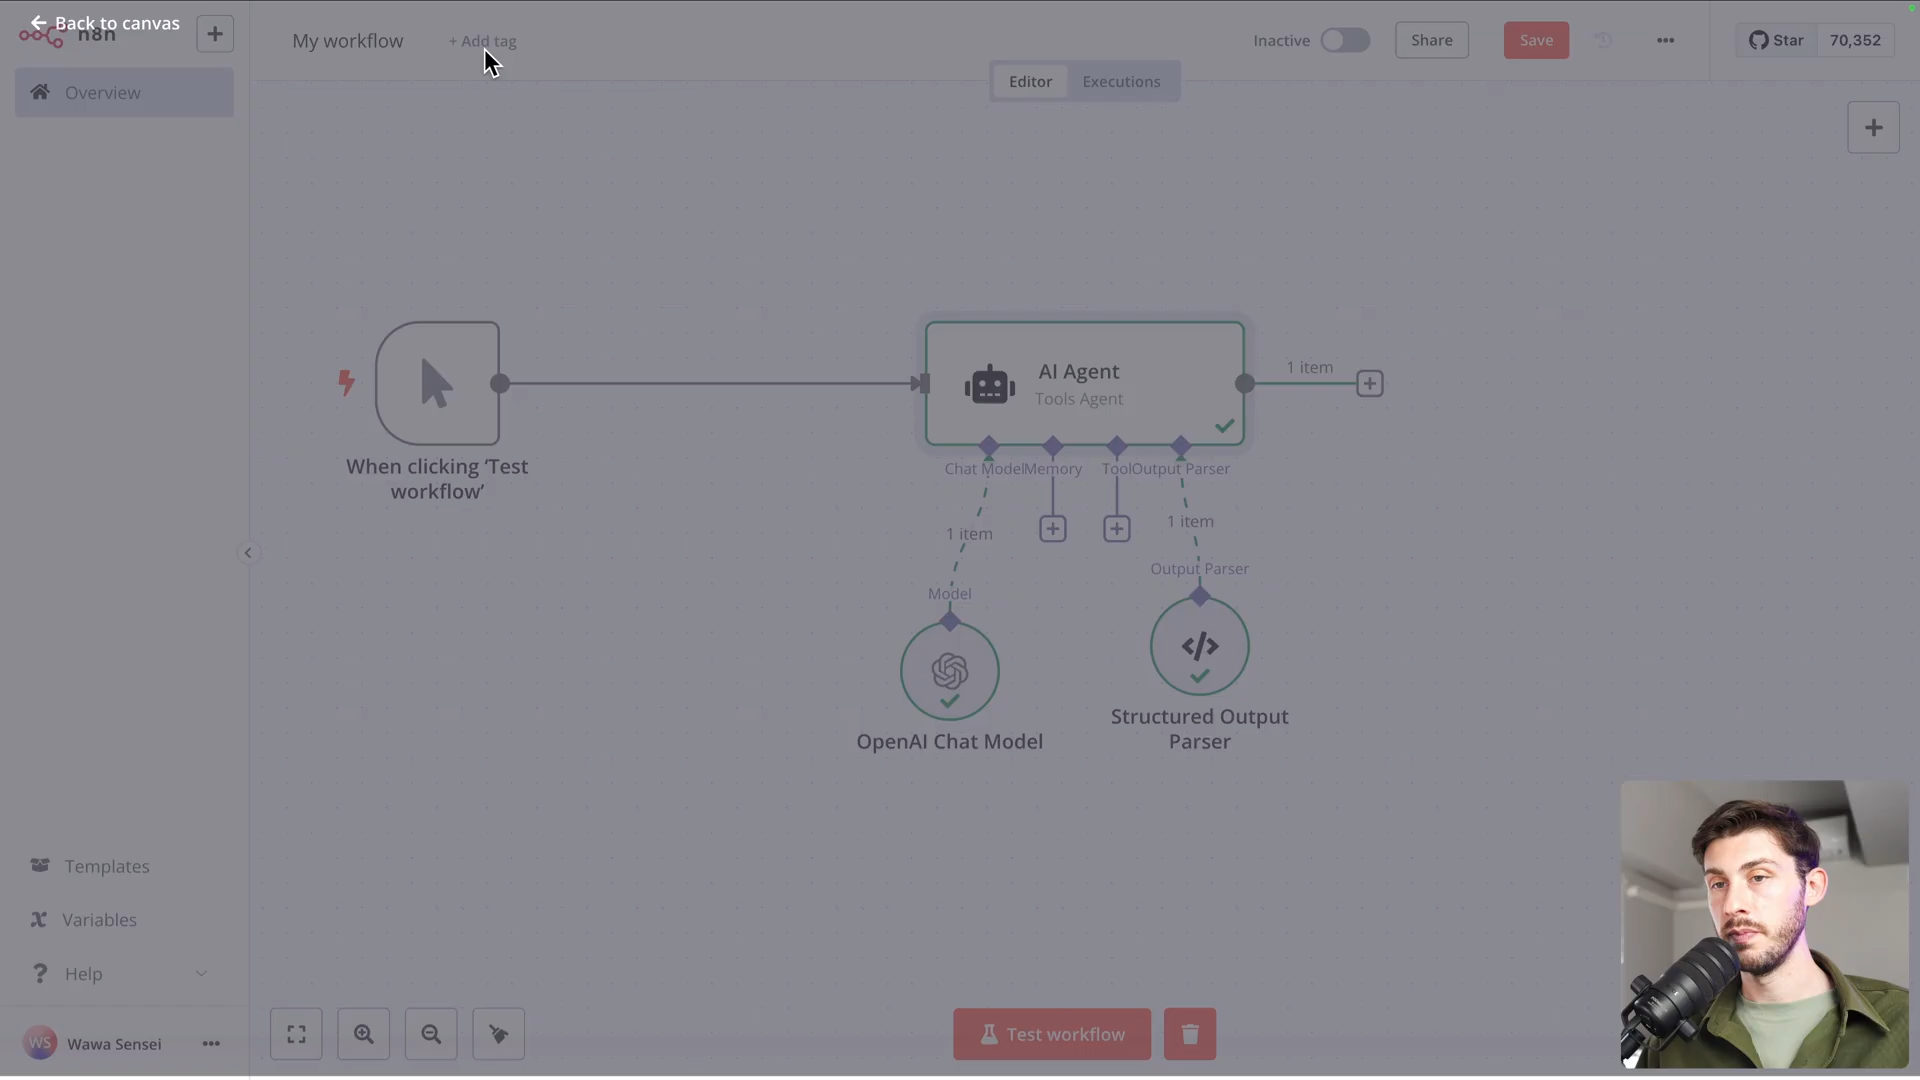 Back to canvas
n8n
My workflow
+ Add tag
Inactive
Share
Save
Star
70,352
Editor
Executions
Overview
AI Agent
Tools Agent
1 item
When clicking ‘Test
workflow’
Chat Model
Memory
Tool
Output Parser
1 item
1 item
Output Parser
Model
OpenAI Chat Model
Structured Output
Parser
Templates
Variables
Help
WS
Wawa Sensei
Test workflow